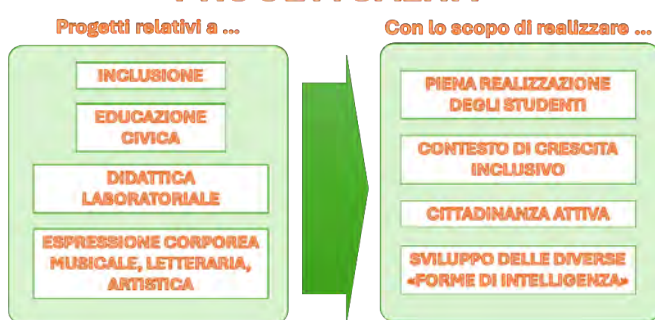 Progetti relativi a ...
INCLUSIONE
EDUCAZIONE
CIVICA
DIDATTICA
LABORATORIALE
ESPRESSIONE CORPOREA
MUSICALE, LETTERARIA,
ARTISTICA
Con lo scopo di realizzare ...
PIENA REALIZZAZIONE
DEGLI STUDENTI
CONTESTO DI CRESCITA
INCLUSIVO
CITTADINANZA ATTIVA
SVILUPPO DELLE DIVERSE
«FORME DI INTELLIGENZA»